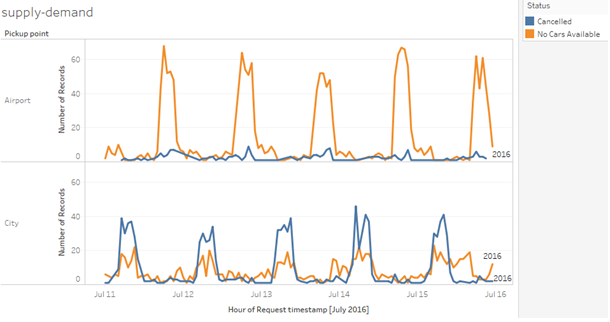 supply-demand
Status
Cancelled
No Cars Available
Pickup point
Airport
Number of Records
60
40
20
0
2016
City
Number of Records
60
40
20
0
2016
2016
Jul 11 Jul 12 Jul 13 Jul 14 Jul 15 Jul 16
Hour of Request timestamp [July 2016]